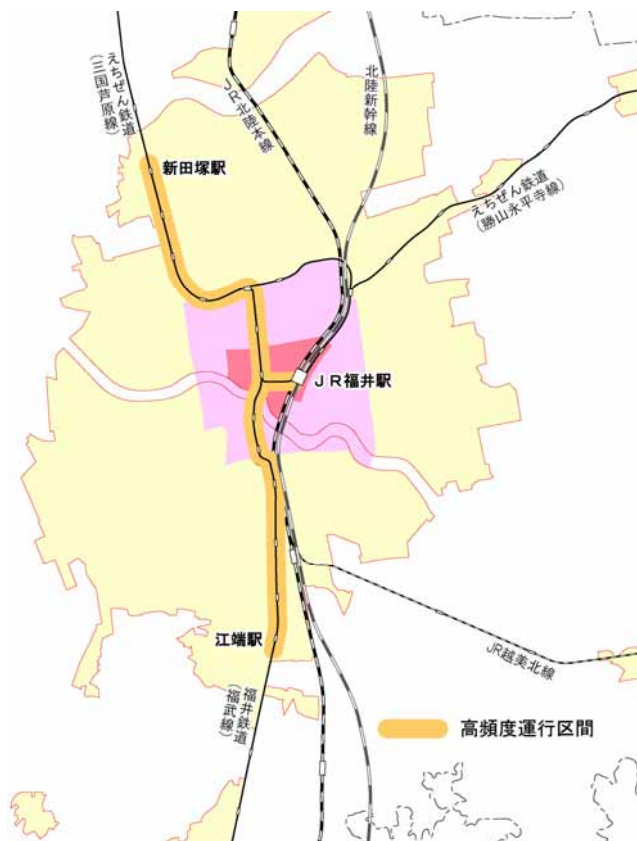 えちぜん鉄道
(三国芦原線)
JR北陸本線
北陸新幹線
新田塚駅
えちぜん鉄道
(勝山永平寺線)
ＪＲ福井駅
江端駅
JR越美北線
福井鉄道
(福武線)
高頻度運行区間